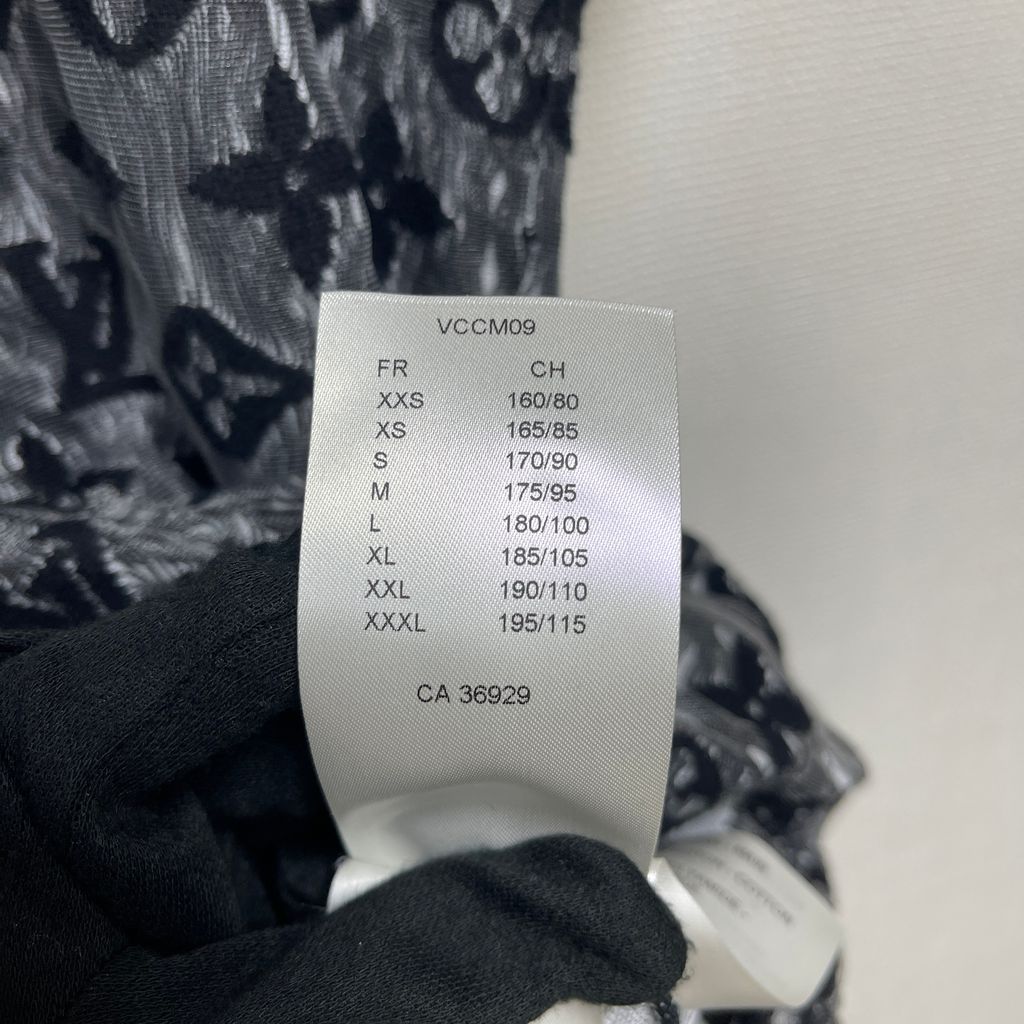 VCCM09
FR CH
XXS 160/80
XS 165/85
S 170/90
M 175/95
L 180/100
XL 185/105
XXL 190/110
XXXL 195/115
CA 36929
COTTON